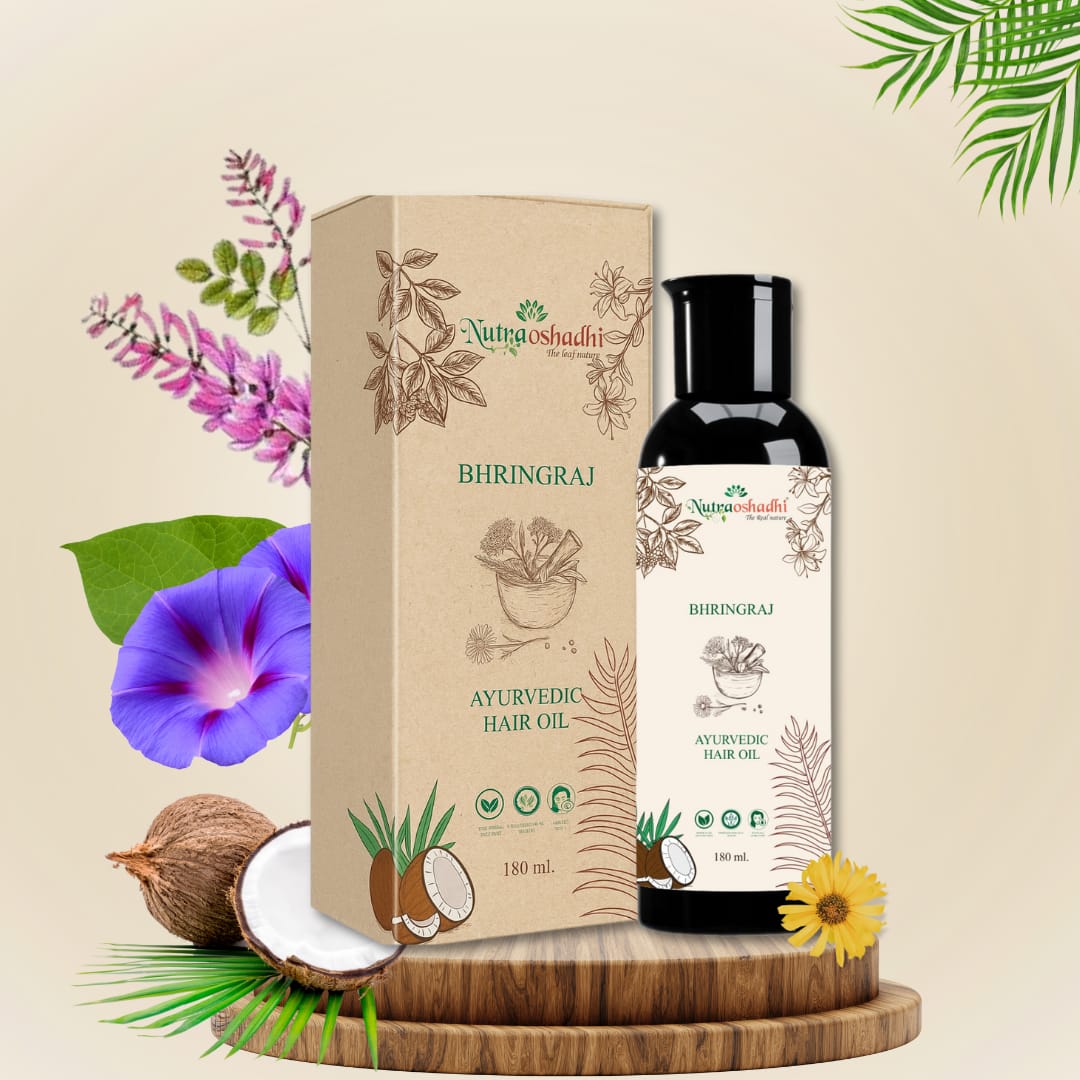 Nutraoshadhi
The leaf nature
BHRINGRAJ
AYURVEDIC
HAIR OIL
180 ml.
Nutraoshadhi
The Real nature
BHRINGRAJ
AYURVEDIC
HAIR OIL
180 ml.